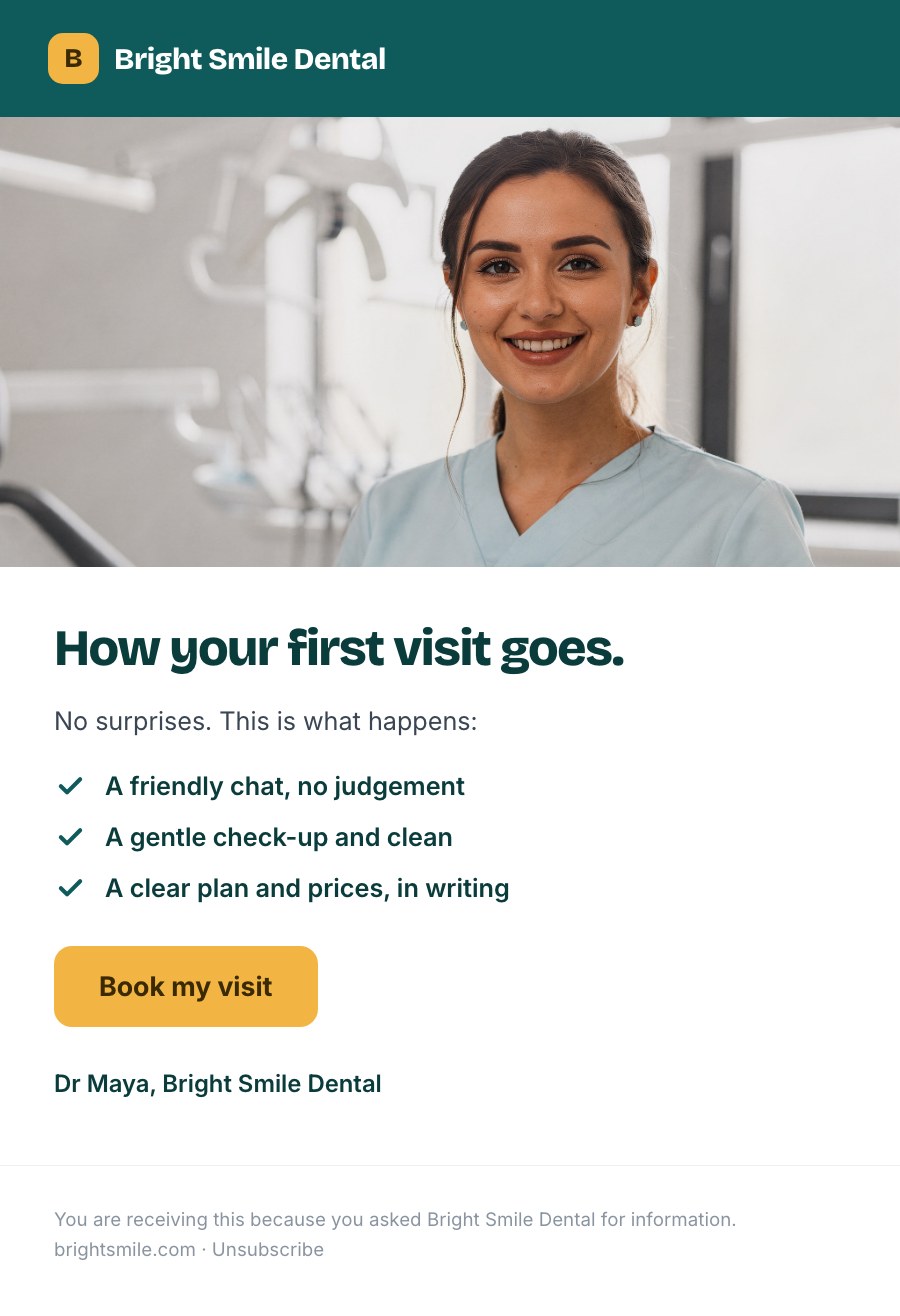 B
Bright Smile Dental
How your first visit goes.
No surprises. This is what happens:
A friendly chat, no judgement
A gentle check-up and clean
A clear plan and prices, in writing
Book my visit
Dr Maya, Bright Smile Dental
You are receiving this because you asked Bright Smile Dental for information.
brightsmile.com · Unsubscribe